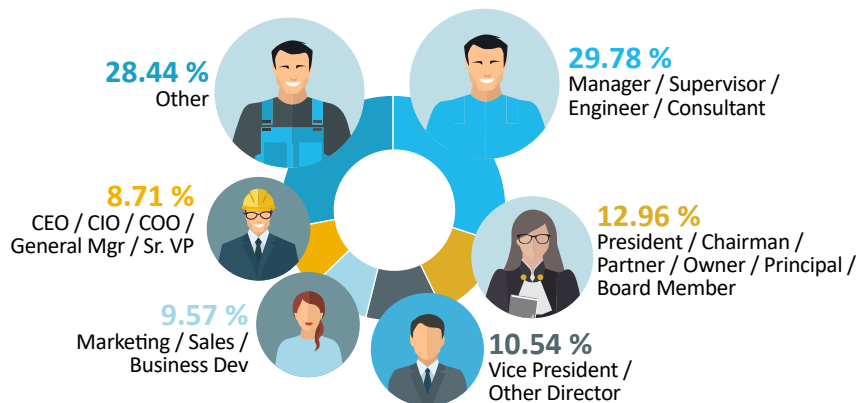 28.44 %
Other
29.78 %
Manager / Supervisor /
Engineer / Consultant
8.71 %
CEO / CIO / COO /
General Mgr / Sr. VP
12.96 %
President / Chairman /
Partner / Owner / Principal /
Board Member
9.57 %
Marketing / Sales /
Business Dev
10.54 %
Vice President /
Other Director